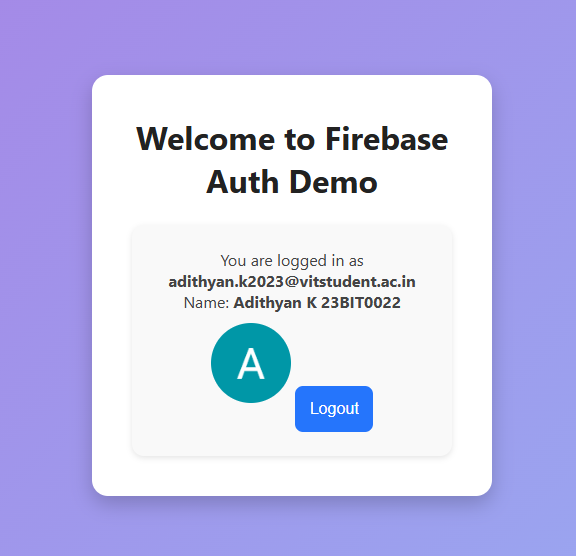 Welcome to Firebase
Auth Demo
You are logged in as
adithyan.k2023@vitstudent.ac.in
Name: Adithyan K 23BIT0022
A
Logout